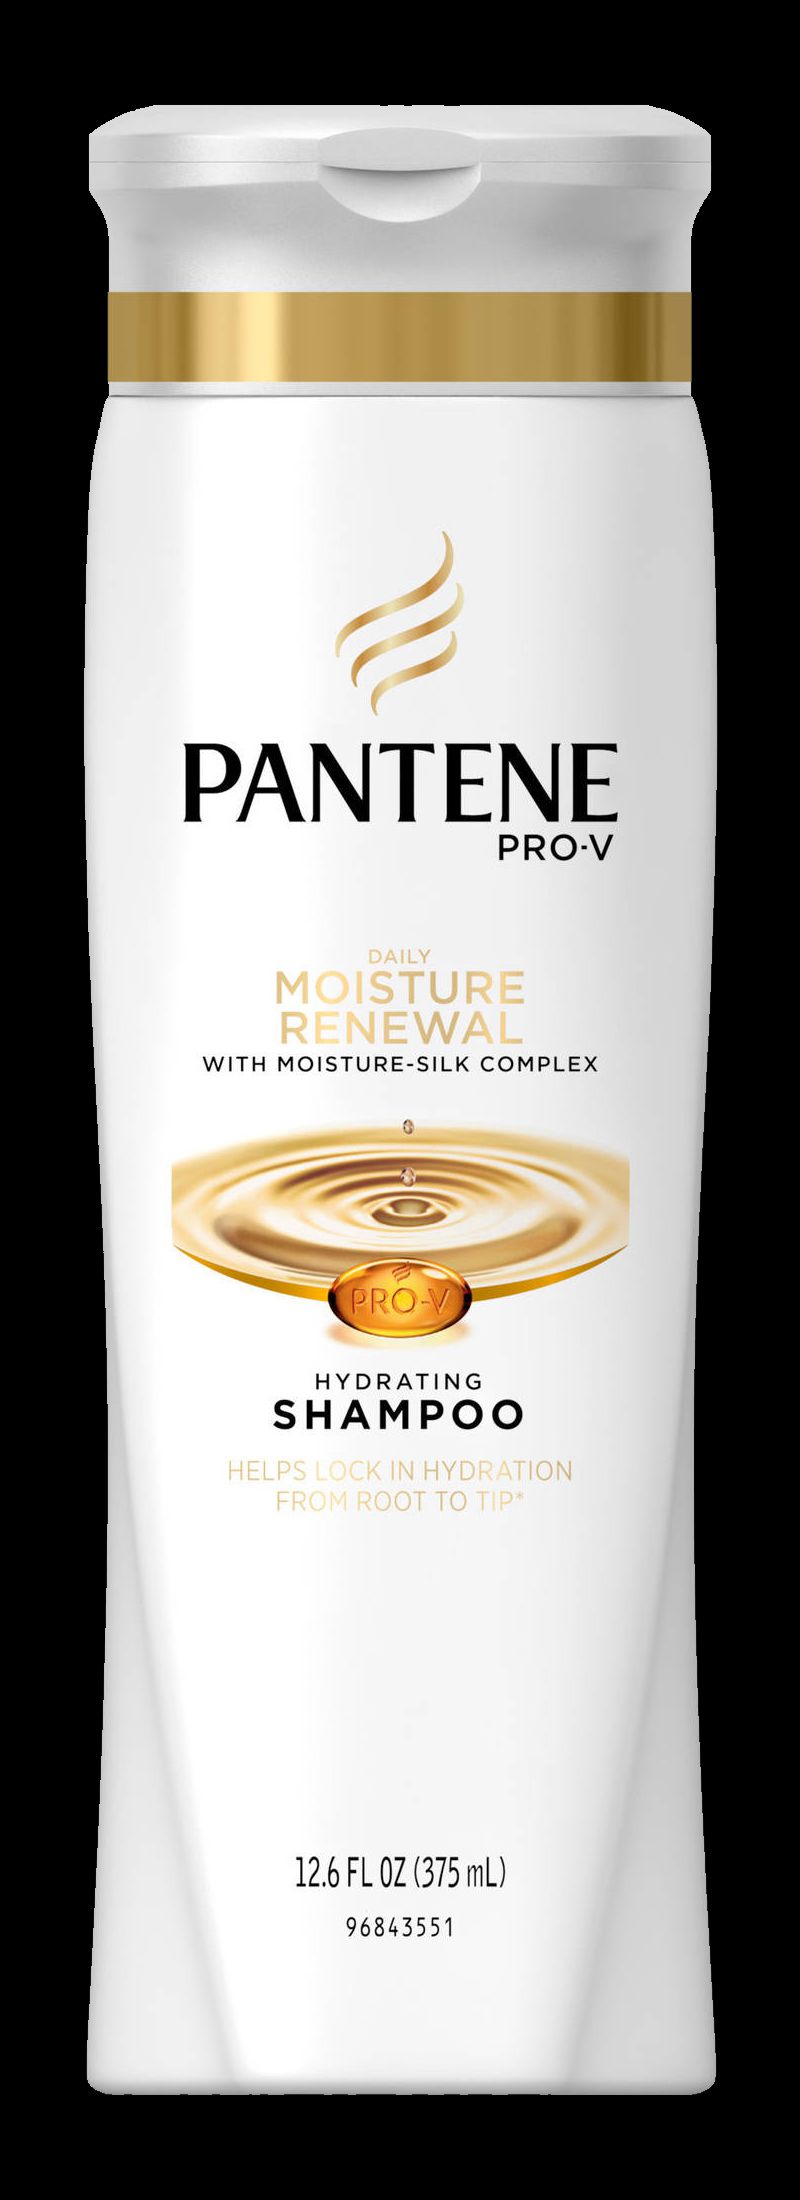 PANTENE
PRO-V
DAILY
MOISTURE
RENEWAL
WITH MOISTURE-SILK COMPLEX
PRO-V
HYDRATING
SHAMPOO
HELPS LOCK IN HYDRATION
FROM ROOT TO TIP*
12.6 FL OZ (375 mL)
96843551